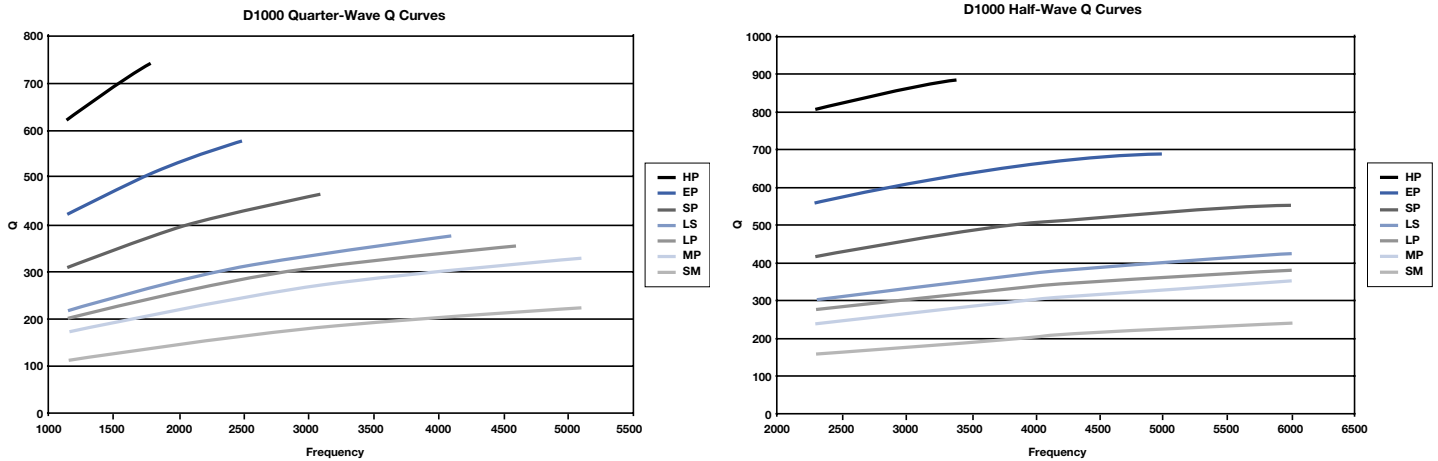 D1000 Quarter-Wave Q Curves
800
700
600
500
400
300
200
100
0
Q
1000
1500
2000
2500
3000
3500
4000
4500
5000
5500
Frequency
HP
EP
SP
LS
LP
MP
SM
D1000 Half-Wave Q Curves
1000
900
800
700
600
500
400
300
200
100
0
Q
2000
2500
3000
3500
4000
4500
5000
5500
6000
6500
Frequency
HP
EP
SP
LS
LP
MP
SM